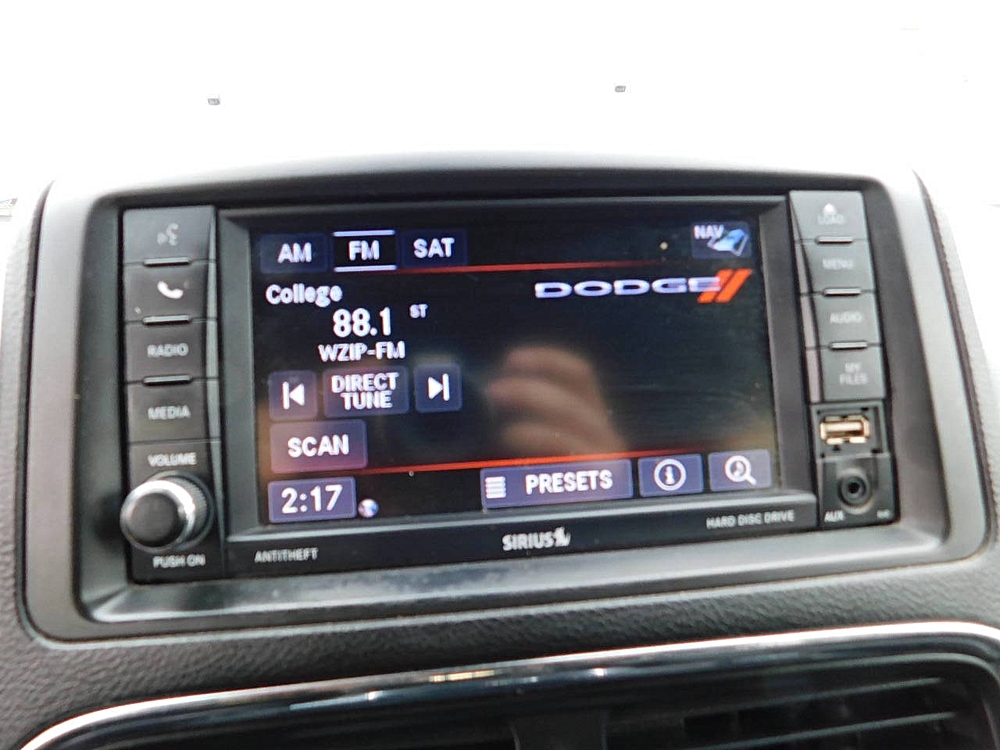 LOAD
NAV
AM FM SAT
MENU
College
DODGE
88.1 ST
AUDIO
RADIO
WZIP-FM
DIRECT
TUNE
MY
FILES
MEDIA
SCAN
VOLUME
2:17
PRESETS
PUSH ON
ANTITHEFT
SIRIUS
HARD DISC DRIVE
AUX